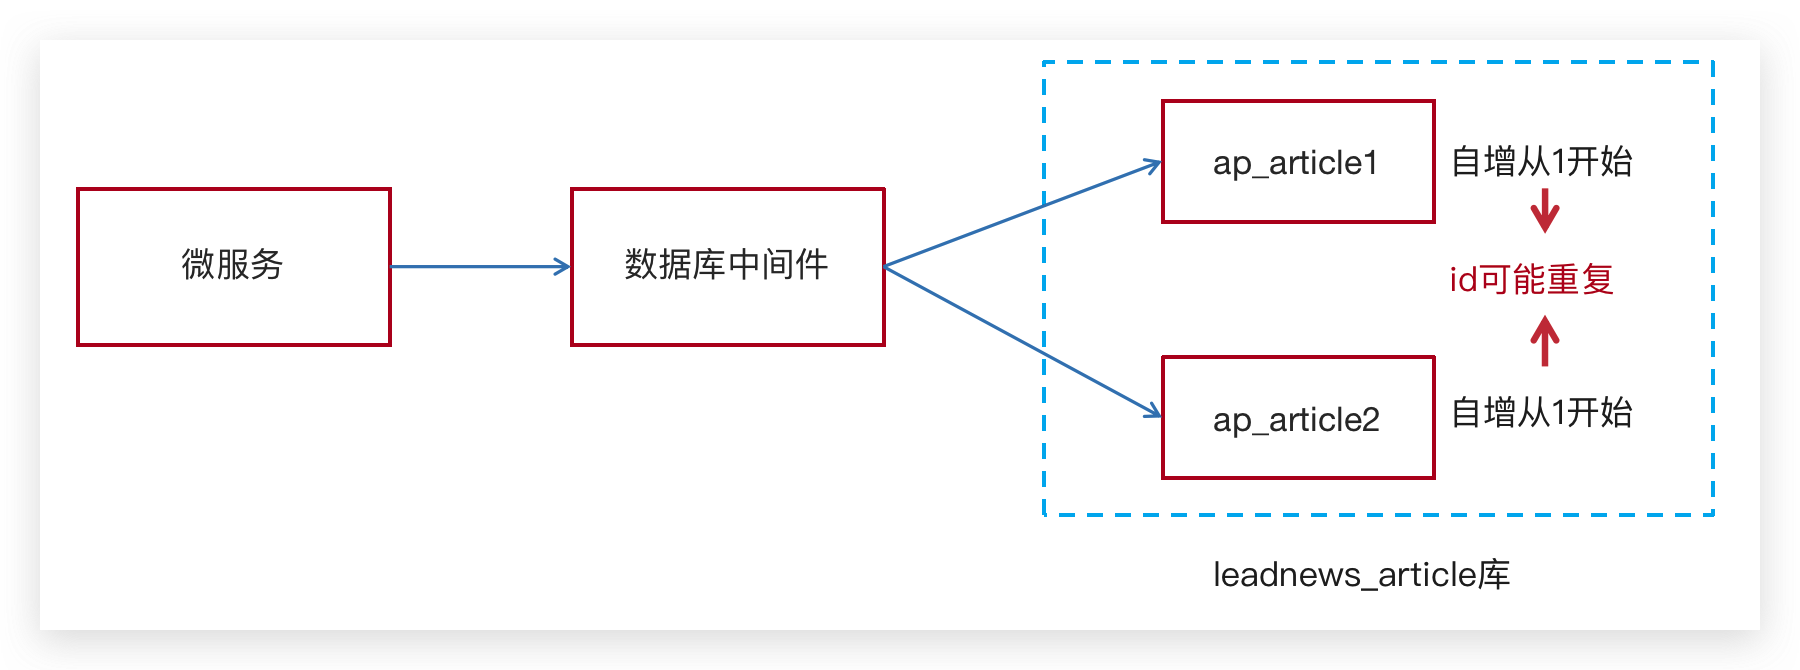 微服务
数据库中间件
ap_article1
自增从1开始
id可能重复
ap_article2
自增从1开始
leadnews_article库